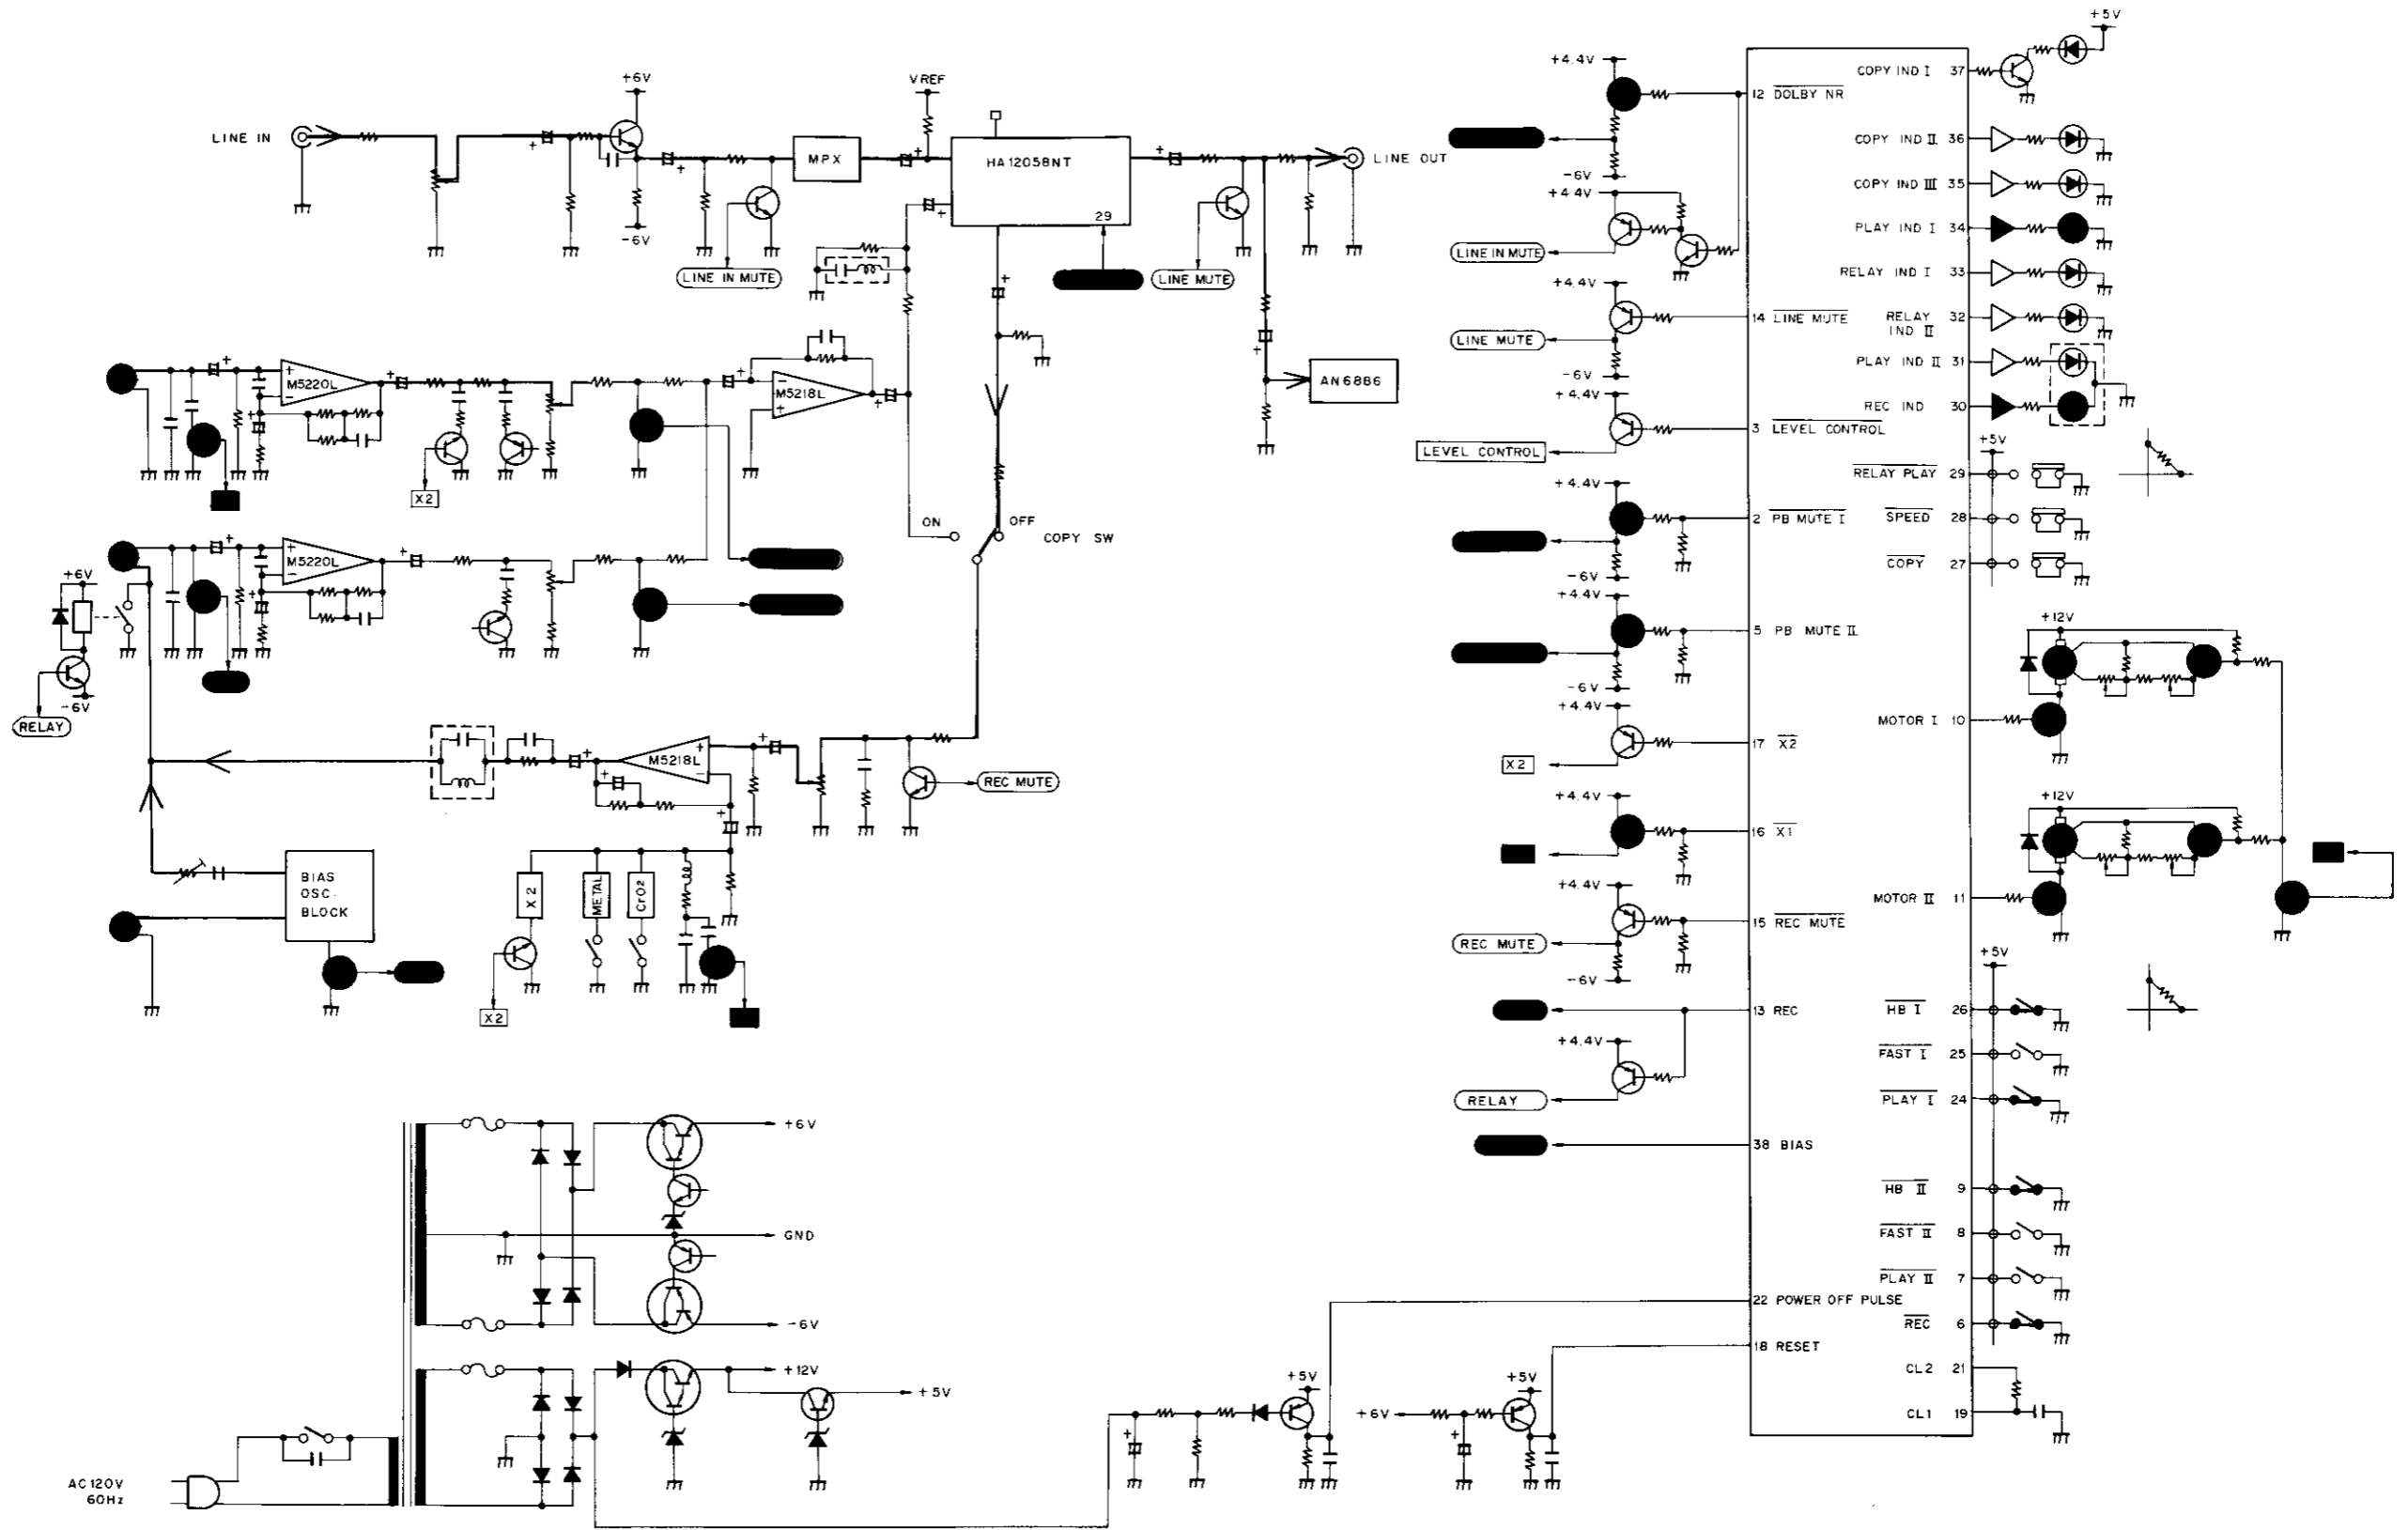 +5V
+4.4V
COPY IND I 37
12 DOLBY NR
+6V
VREF
LINE IN
MPX
HA12058NT
29
LINE OUT
COPY IND II 36
-6V
+4.4V
COPY IND III 35
PLAY IND I 34
-6V
LINE IN MUTE
LINE MUTE
LINE IN MUTE
RELAY IND I 33
+4.4V
14 LINE MUTE
RELAY IND II 32
LINE MUTE
PLAY IND II 31
-6V
M5220L
M5218L
AN6886
+4.4V
REC IND 30
3 LEVEL CONTROL
LEVEL CONTROL
+5V
X2
RELAY PLAY 29
+4.4V
ON
OFF
COPY SW
2 PB MUTE I
SPEED 28
M5220L
COPY 27
-6V
+6V
+4.4V
+12V
5 PB MUTE II
-6V
-6V
RELAY
+4.4V
MOTOR I 10
17 X2
M5218L
X2
REC MUTE
+4.4V
+12V
16 X1
BIAS
OSC.
BLOCK
X2
METAL
CrO2
+4.4V
MOTOR II 11
15 REC MUTE
REC MUTE
+5V
-6V
X2
13 REC
HB I 26
+4.4V
FAST I 25
RELAY
PLAY I 24
+6V
38 BIAS
HB II 9
GND
FAST II 8
PLAY II 7
22 POWER OFF PULSE
-6V
REC 6
18 RESET
+12V
CL2 21
+5V
+5V
+5V
+6V
CL1 19
AC120V
60Hz